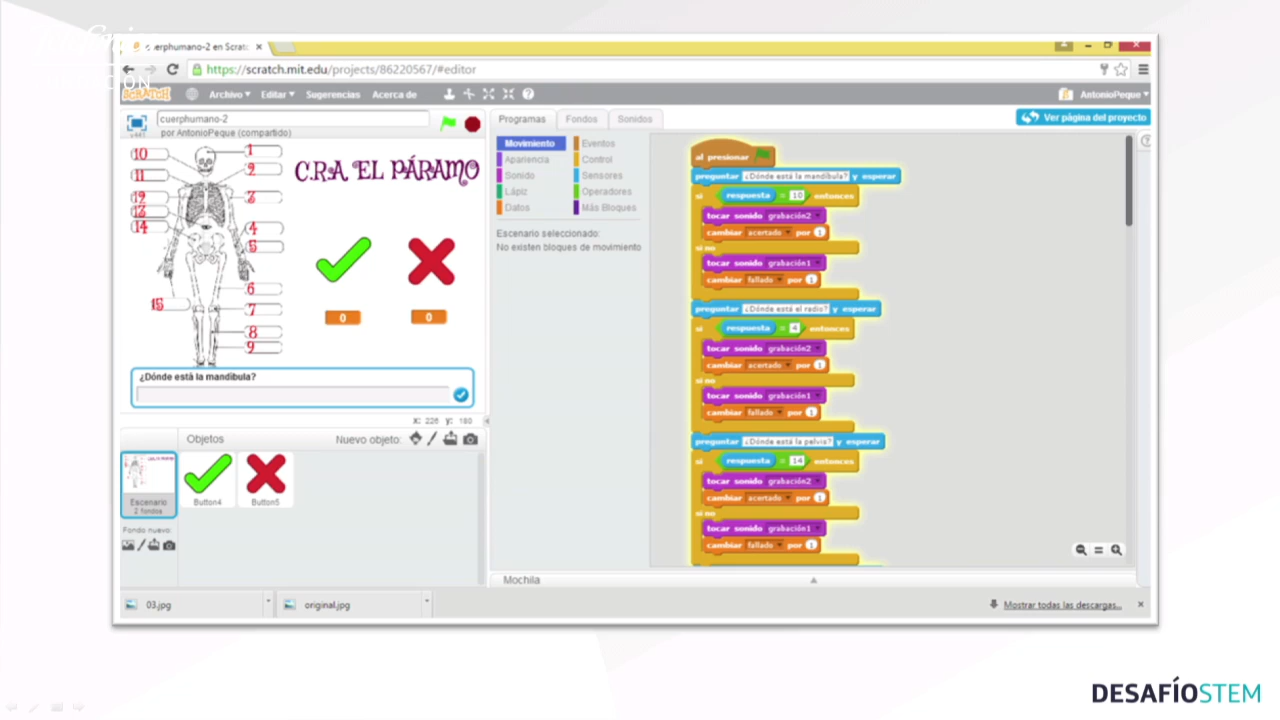 cuerphumano-2 en Scratc
https://scratch.mit.edu/projects/86220567/#editor
SCRATCH
Archivo
Editar
Sugerencias
Acerca de
AntonioPeque
cuerphumano-2
por AntonioPeque (compartido)
v441
Programas
Fondos
Sonidos
Ver página del proyecto
C.R.A. EL PÁRAMO
10
11
12
13
14
15
1
2
3
4
5
6
7
8
9
0
0
¿Dónde está la mandíbula?
X: 226 y: 180
Objetos
Nuevo objeto:
Escenario
2 fondos
Button4
Button5
Fondo nuevo:
Movimiento
Apariencia
Sonido
Lápiz
Datos
Eventos
Control
Sensores
Operadores
Más Bloques
Escenario seleccionado:
No existen bloques de movimiento
al presionar
preguntar ¿Dónde está la mandíbula? y esperar
si respuesta = 10 entonces
tocar sonido grabación2
cambiar acertado por 1
si no
tocar sonido grabación1
cambiar fallado por 1
preguntar ¿Dónde está el radio? y esperar
si respuesta = 4 entonces
tocar sonido grabación2
cambiar acertado por 1
si no
tocar sonido grabación1
cambiar fallado por 1
preguntar ¿Dónde está la pelvis? y esperar
si respuesta = 14 entonces
tocar sonido grabación2
cambiar acertado por 1
si no
tocar sonido grabación1
cambiar fallado por 1
Mochila
03.jpg
original.jpg
Mostrar todas las descargas...
DESAFÍOSTEM